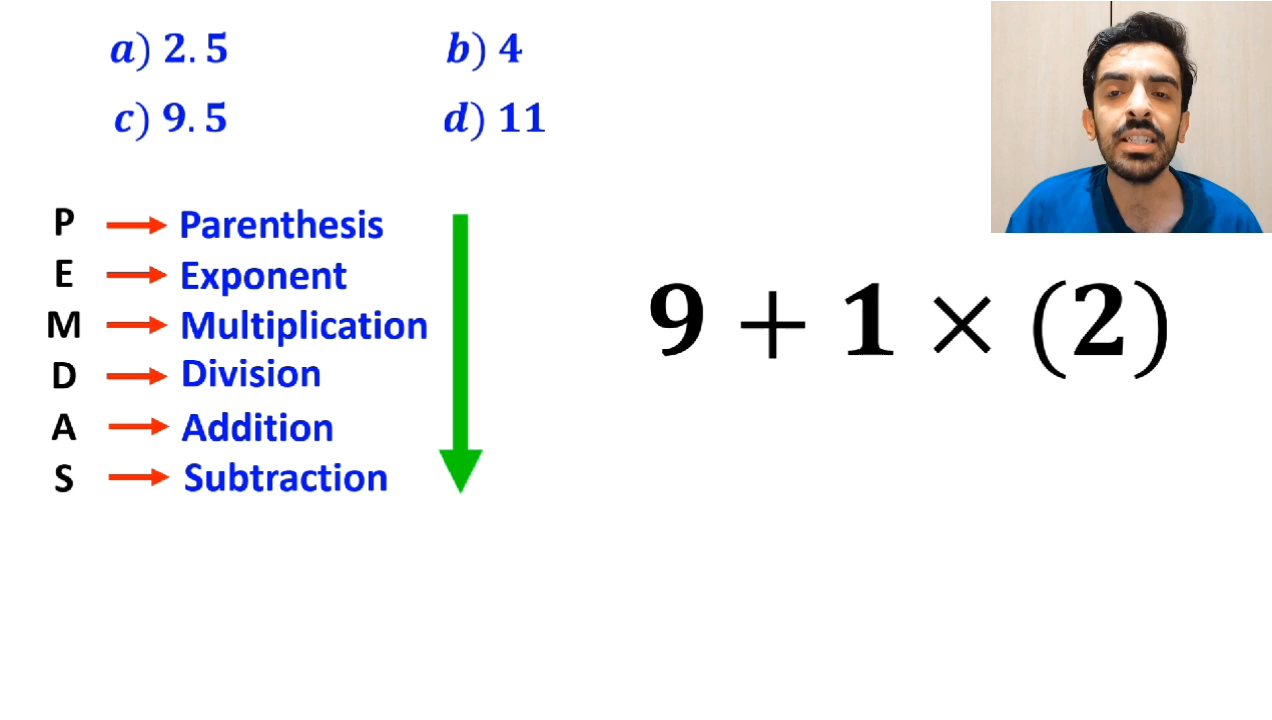 a) 2.5 b) 4
c) 9.5 d) 11
P Parenthesis
E Exponent
M Multiplication
D Division
A Addition
S Subtraction
9 + 1 × (2)